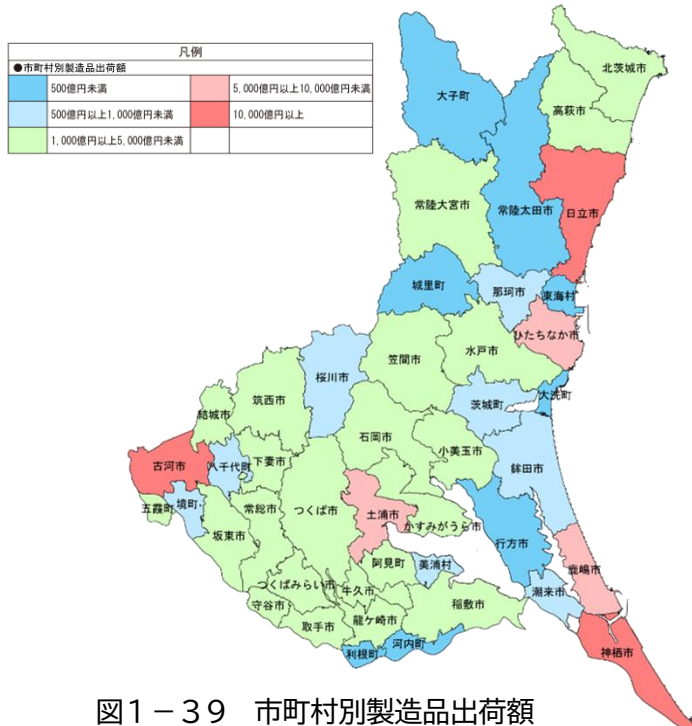 凡例
●市町村別製造品出荷額
500億円未満
5,000億円以上10,000億円未満
500億円以上1,000億円未満
10,000億円以上
1,000億円以上5,000億円未満
北茨城市
大子町
高萩市
常陸大宮市
常陸太田市
日立市
城里町
那珂市
東海村
ひたちなか市
笠間市
水戸市
桜川市
筑西市
茨城町
大洗町
結城市
石岡市
小美玉市
古河市
八千代町
下妻市
鉾田市
五霞町
境町
常総市
つくば市
土浦市
かすみがうら市
坂東市
行方市
阿見町
美浦村
鹿嶋市
つくばみらい市
牛久市
潮来市
守谷市
稲敷市
取手市
龍ケ崎市
利根町
河内町
神栖市
図1-39 市町村別製造品出荷額